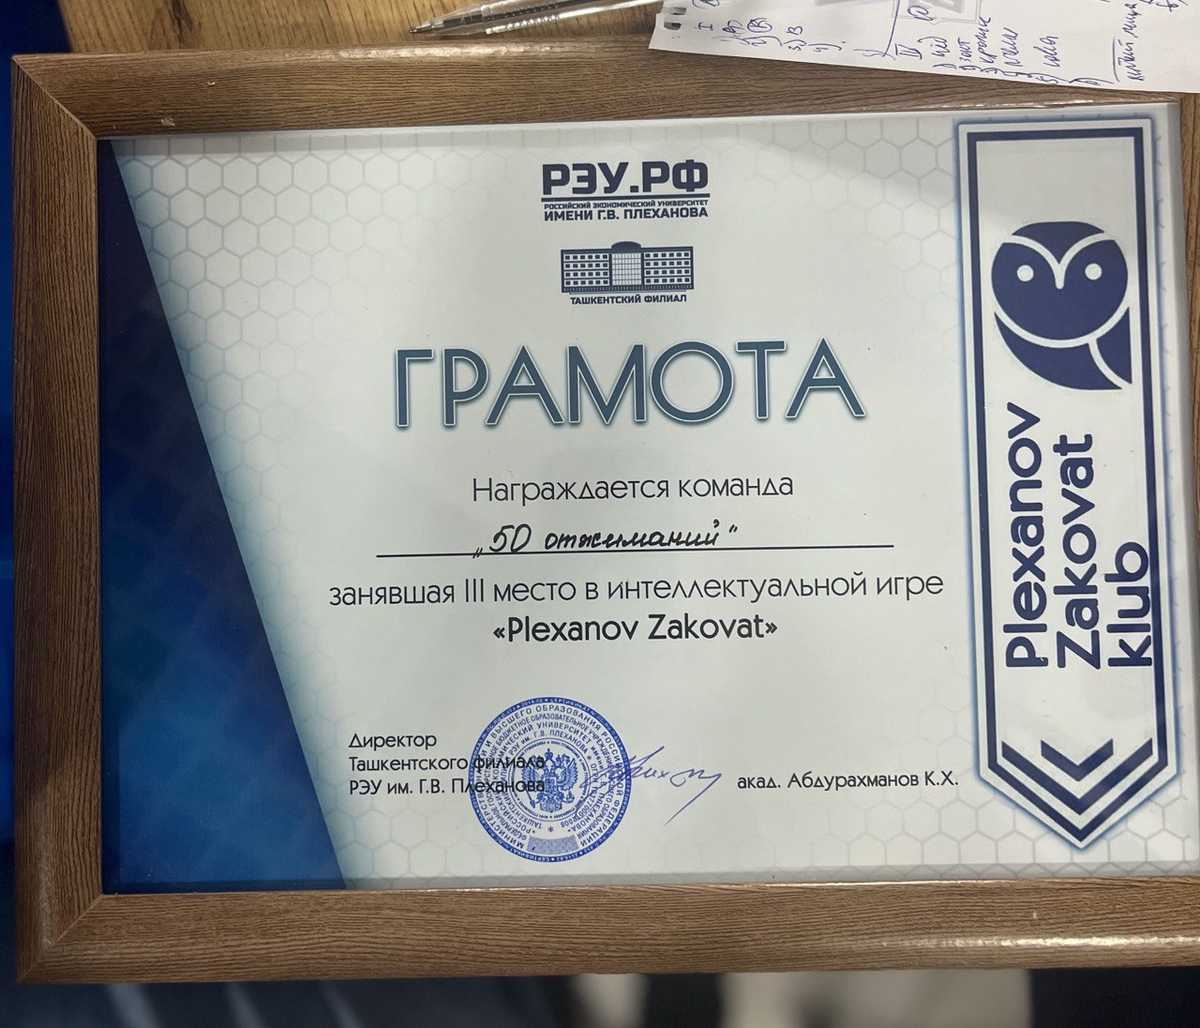 РЭУ.РФ
РОССИЙСКИЙ ЭКОНОМИЧЕСКИЙ УНИВЕРСИТЕТ
ИМЕНИ Г.В. ПЛЕХАНОВА
ТАШКЕНТСКИЙ ФИЛИАЛ
ГРАМОТА
Награждается команда
„50 отжиманий“
занявшая III место в интеллектуальной игре
«Plexanov Zakovat»
Директор
Ташкентского филиала
РЭУ им. Г.В. Плеханова
акад. Абдурахманов К.Х.
Plexanov
Zakovat
klub